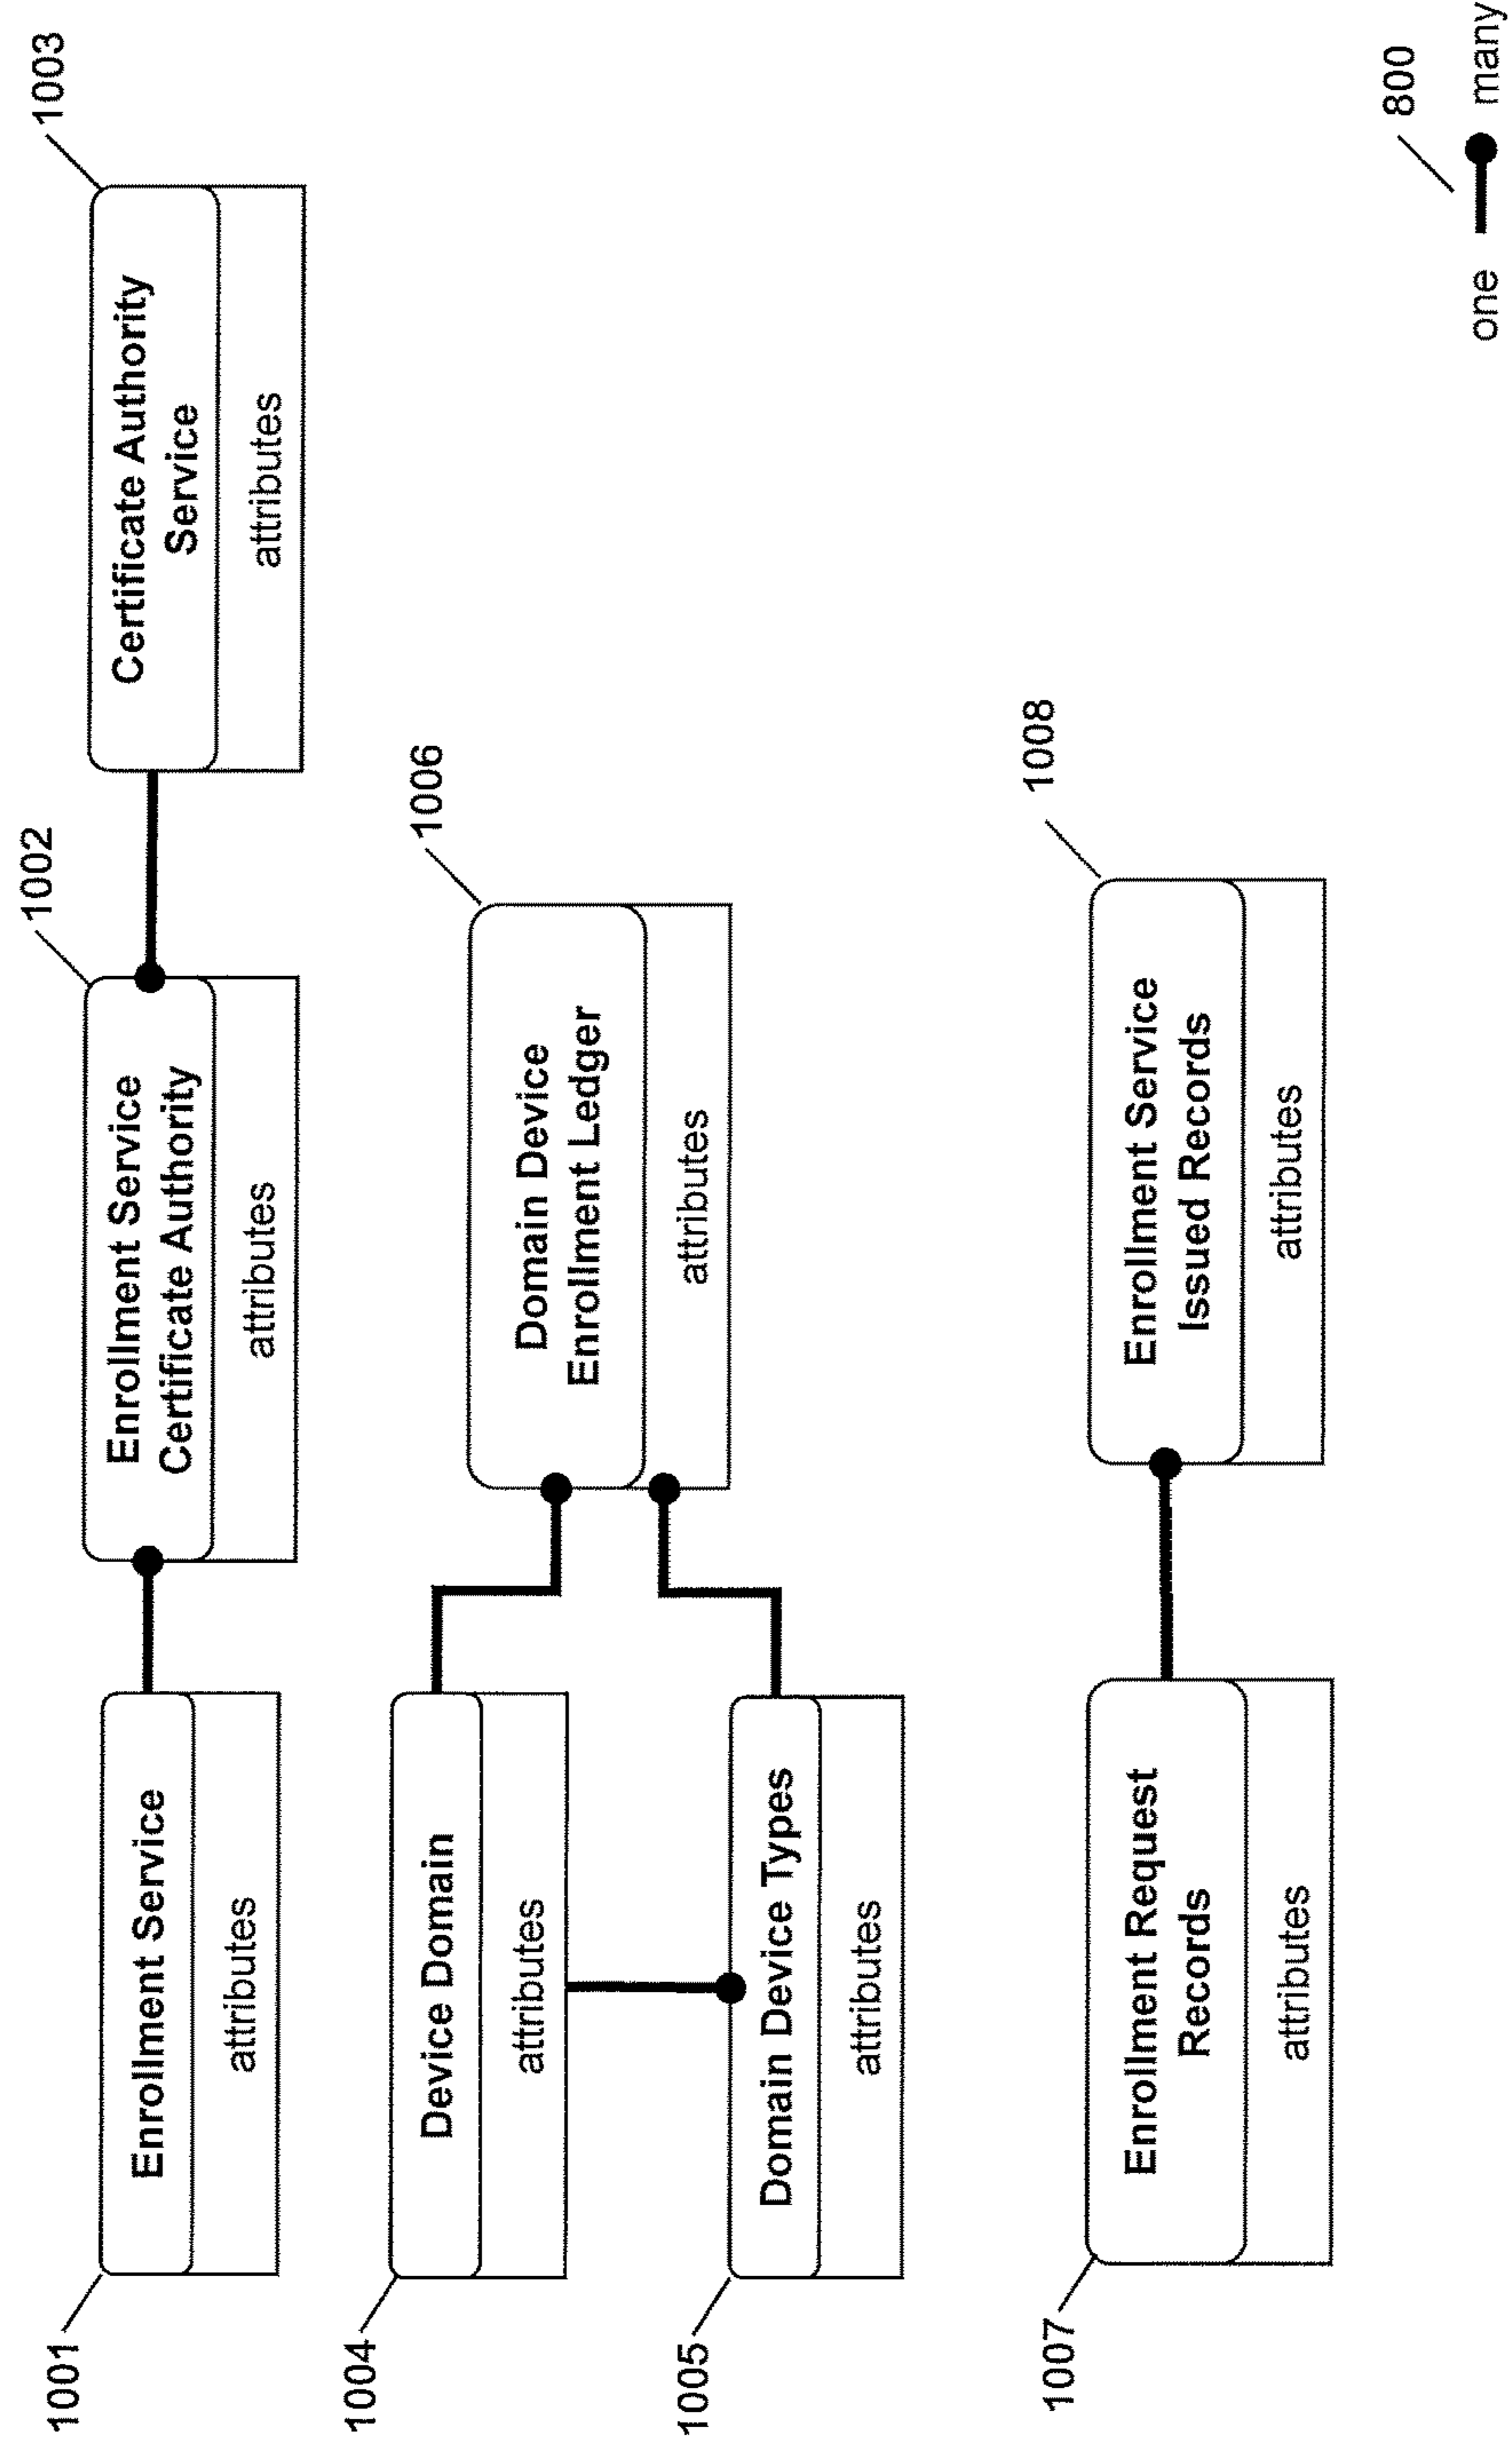 1001
Enrollment Service
attributes
1002
Enrollment Service
Certificate Authority
attributes
1003
Certificate Authority
Service
attributes
1004
Device Domain
attributes
1005
Domain Device Types
attributes
1006
Domain Device
Enrollment Ledger
attributes
1007
Enrollment Request
Records
attributes
1008
Enrollment Service
Issued Records
attributes
800
one many